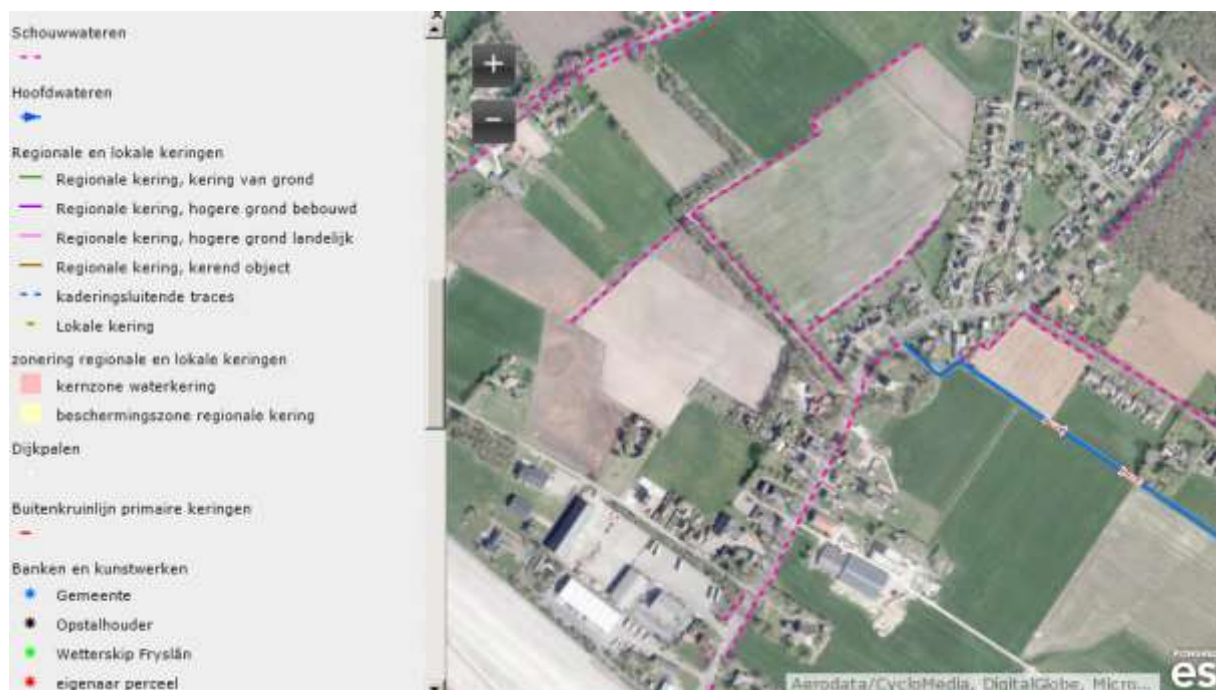 Schouwwateren
Hoofdwateren
Regionale en lokale keringen
Regionale kering, kering van grond
Regionale kering, hogere grond bebouwd
Regionale kering, hogere grond landelijk
Regionale kering, kerend object
kaderingsluitende traces
Lokale kering
zonering regionale en lokale keringen
kernzone waterkering
beschermingszone regionale kering
Dijkpalen
Buitenkruinlijn primaire keringen
Banken en kunstwerken
Gemeente
Opstalhouder
Wetterskip Fryslân
eigenaar perceel
+
−
Aerodata/CycloMedia, DigitalGlobe, Micro...
es